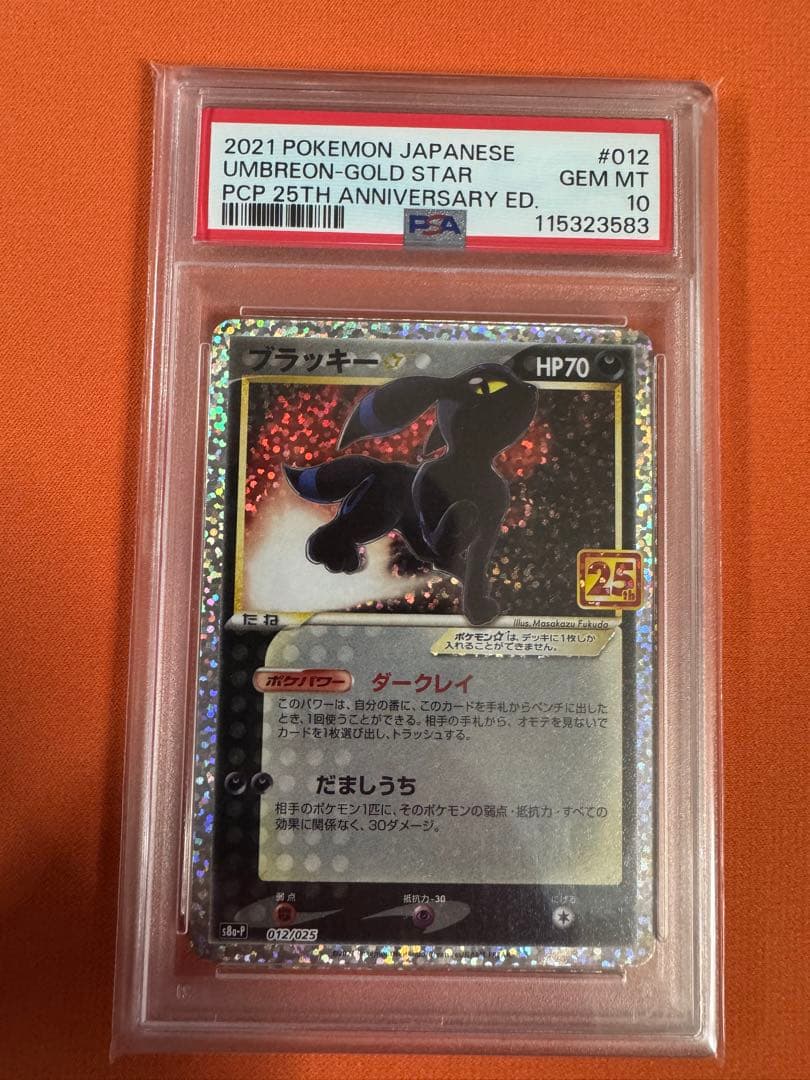 2021 POKEMON JAPANESE #012
UMBREON-GOLD STAR GEM MT
PCP 25TH ANNIVERSARY ED. 10
PSA 115323583
ブラッキー HP70
25th
たね
Illus. Masakazu Fukuda
ポケモン☆は、デッキに1枚しか
入れることができません。
ポケパワー ダークレイ
このパワーは、自分の番に、このカードを手札からベンチに出した
とき、1回使うことができる。相手の手札から、オモテを見ないで
カードを1枚選び出し、トラッシュする。
だましうち
相手のポケモン1匹に、そのポケモンの弱点・抵抗力・すべての
効果に関係なく、30ダメージ。
弱点 抵抗力 -30 にげる
s8a-P 012/025